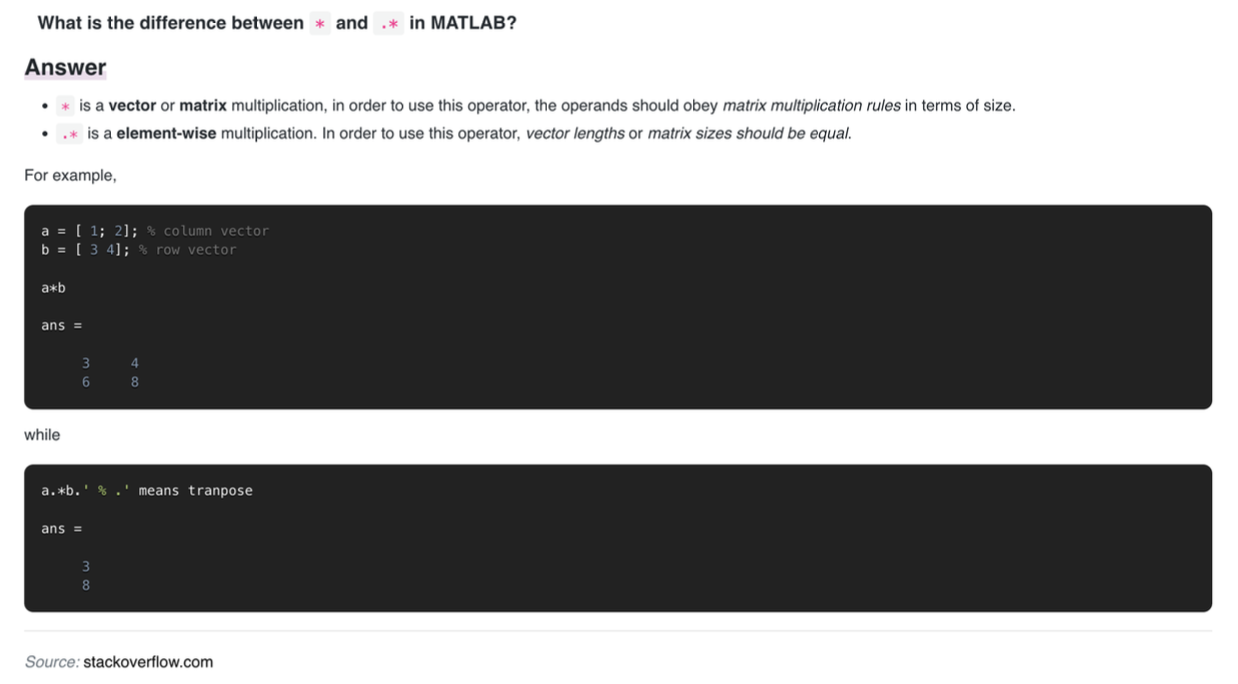 What is the difference between * and .* in MATLAB?
Answer
• * is a vector or matrix multiplication, in order to use this operator, the operands should obey matrix multiplication rules in terms of size.
• .* is a element-wise multiplication. In order to use this operator, vector lengths or matrix sizes should be equal.
For example,
a = [ 1; 2]; % column vector
b = [ 3 4]; % row vector
a*b
ans =
3 4
6 8
while
a.*b.' % .' means tranpose
ans =
3
8
Source: stackoverflow.com